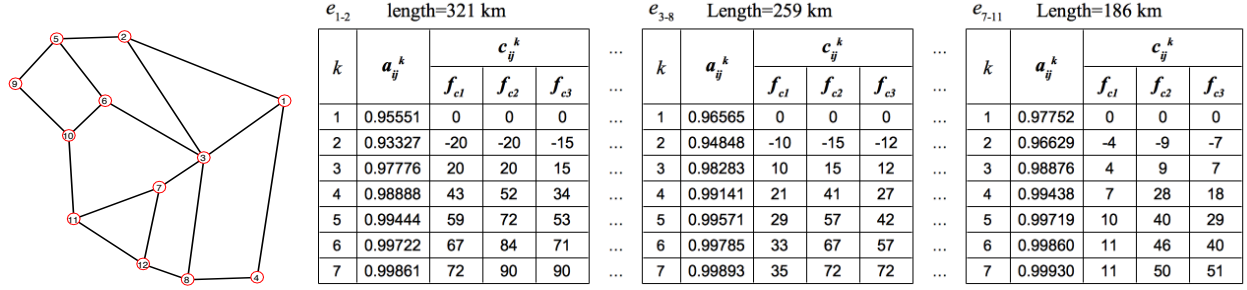 5
2
9
6
1
10
3
7
11
12
8
4
e1-2 length=321 km
k aij^k cij^k
fc1 fc2 fc3
1 0.95551 0 0 0
2 0.93327 -20 -20 -15
3 0.97776 20 20 15
4 0.98888 43 52 34
5 0.99444 59 72 53
6 0.99722 67 84 71
7 0.99861 72 90 90
...
...
...
...
...
...
...
...
...
e3-8 Length=259 km
k aij^k cij^k
fc1 fc2 fc3
1 0.96565 0 0 0
2 0.94848 -10 -15 -12
3 0.98283 10 15 12
4 0.99141 21 41 27
5 0.99571 29 57 42
6 0.99785 33 67 57
7 0.99893 35 72 72
...
...
...
...
...
...
...
...
...
e7-11 Length=186 km
k aij^k cij^k
fc1 fc2 fc3
1 0.97752 0 0 0
2 0.96629 -4 -9 -7
3 0.98876 4 9 7
4 0.99438 7 28 18
5 0.99719 10 40 29
6 0.99860 11 46 40
7 0.99930 11 50 51